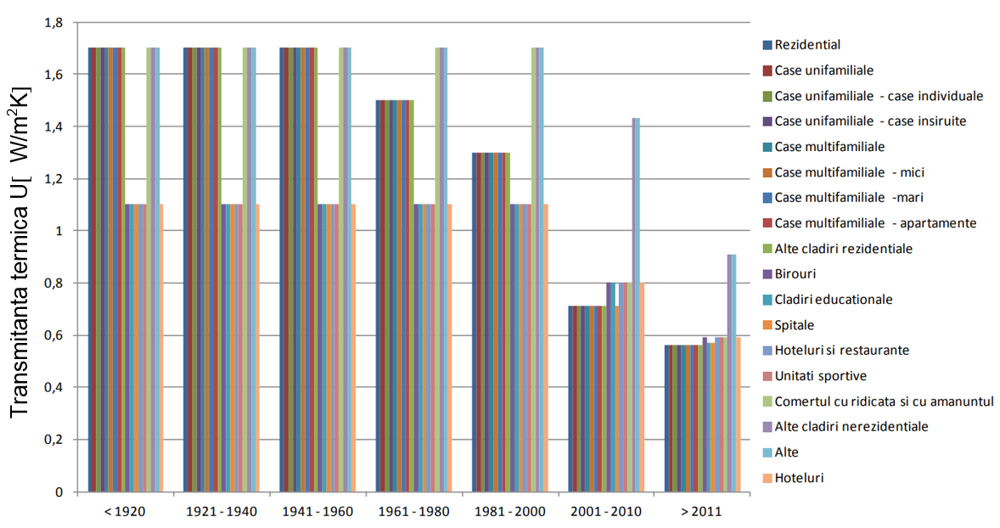 Transmitanta termica U[ W/m²K]
1,8
1,6
1,4
1,2
1
0,8
0,6
0,4
0,2
0
< 1920
1921 - 1940
1941 - 1960
1961 - 1980
1981 - 2000
2001 - 2010
> 2011
Rezidential
Case unifamiliale
Case unifamiliale - case individuale
Case unifamiliale - case insiruite
Case multifamiliale
Case multifamiliale - mici
Case multifamiliale -mari
Case multifamiliale - apartamente
Alte cladiri rezidentiale
Birouri
Cladiri educationale
Spitale
Hoteluri si restaurante
Unitati sportive
Comertul cu ridicata si cu amanuntul
Alte cladiri nerezidentiale
Alte
Hoteluri